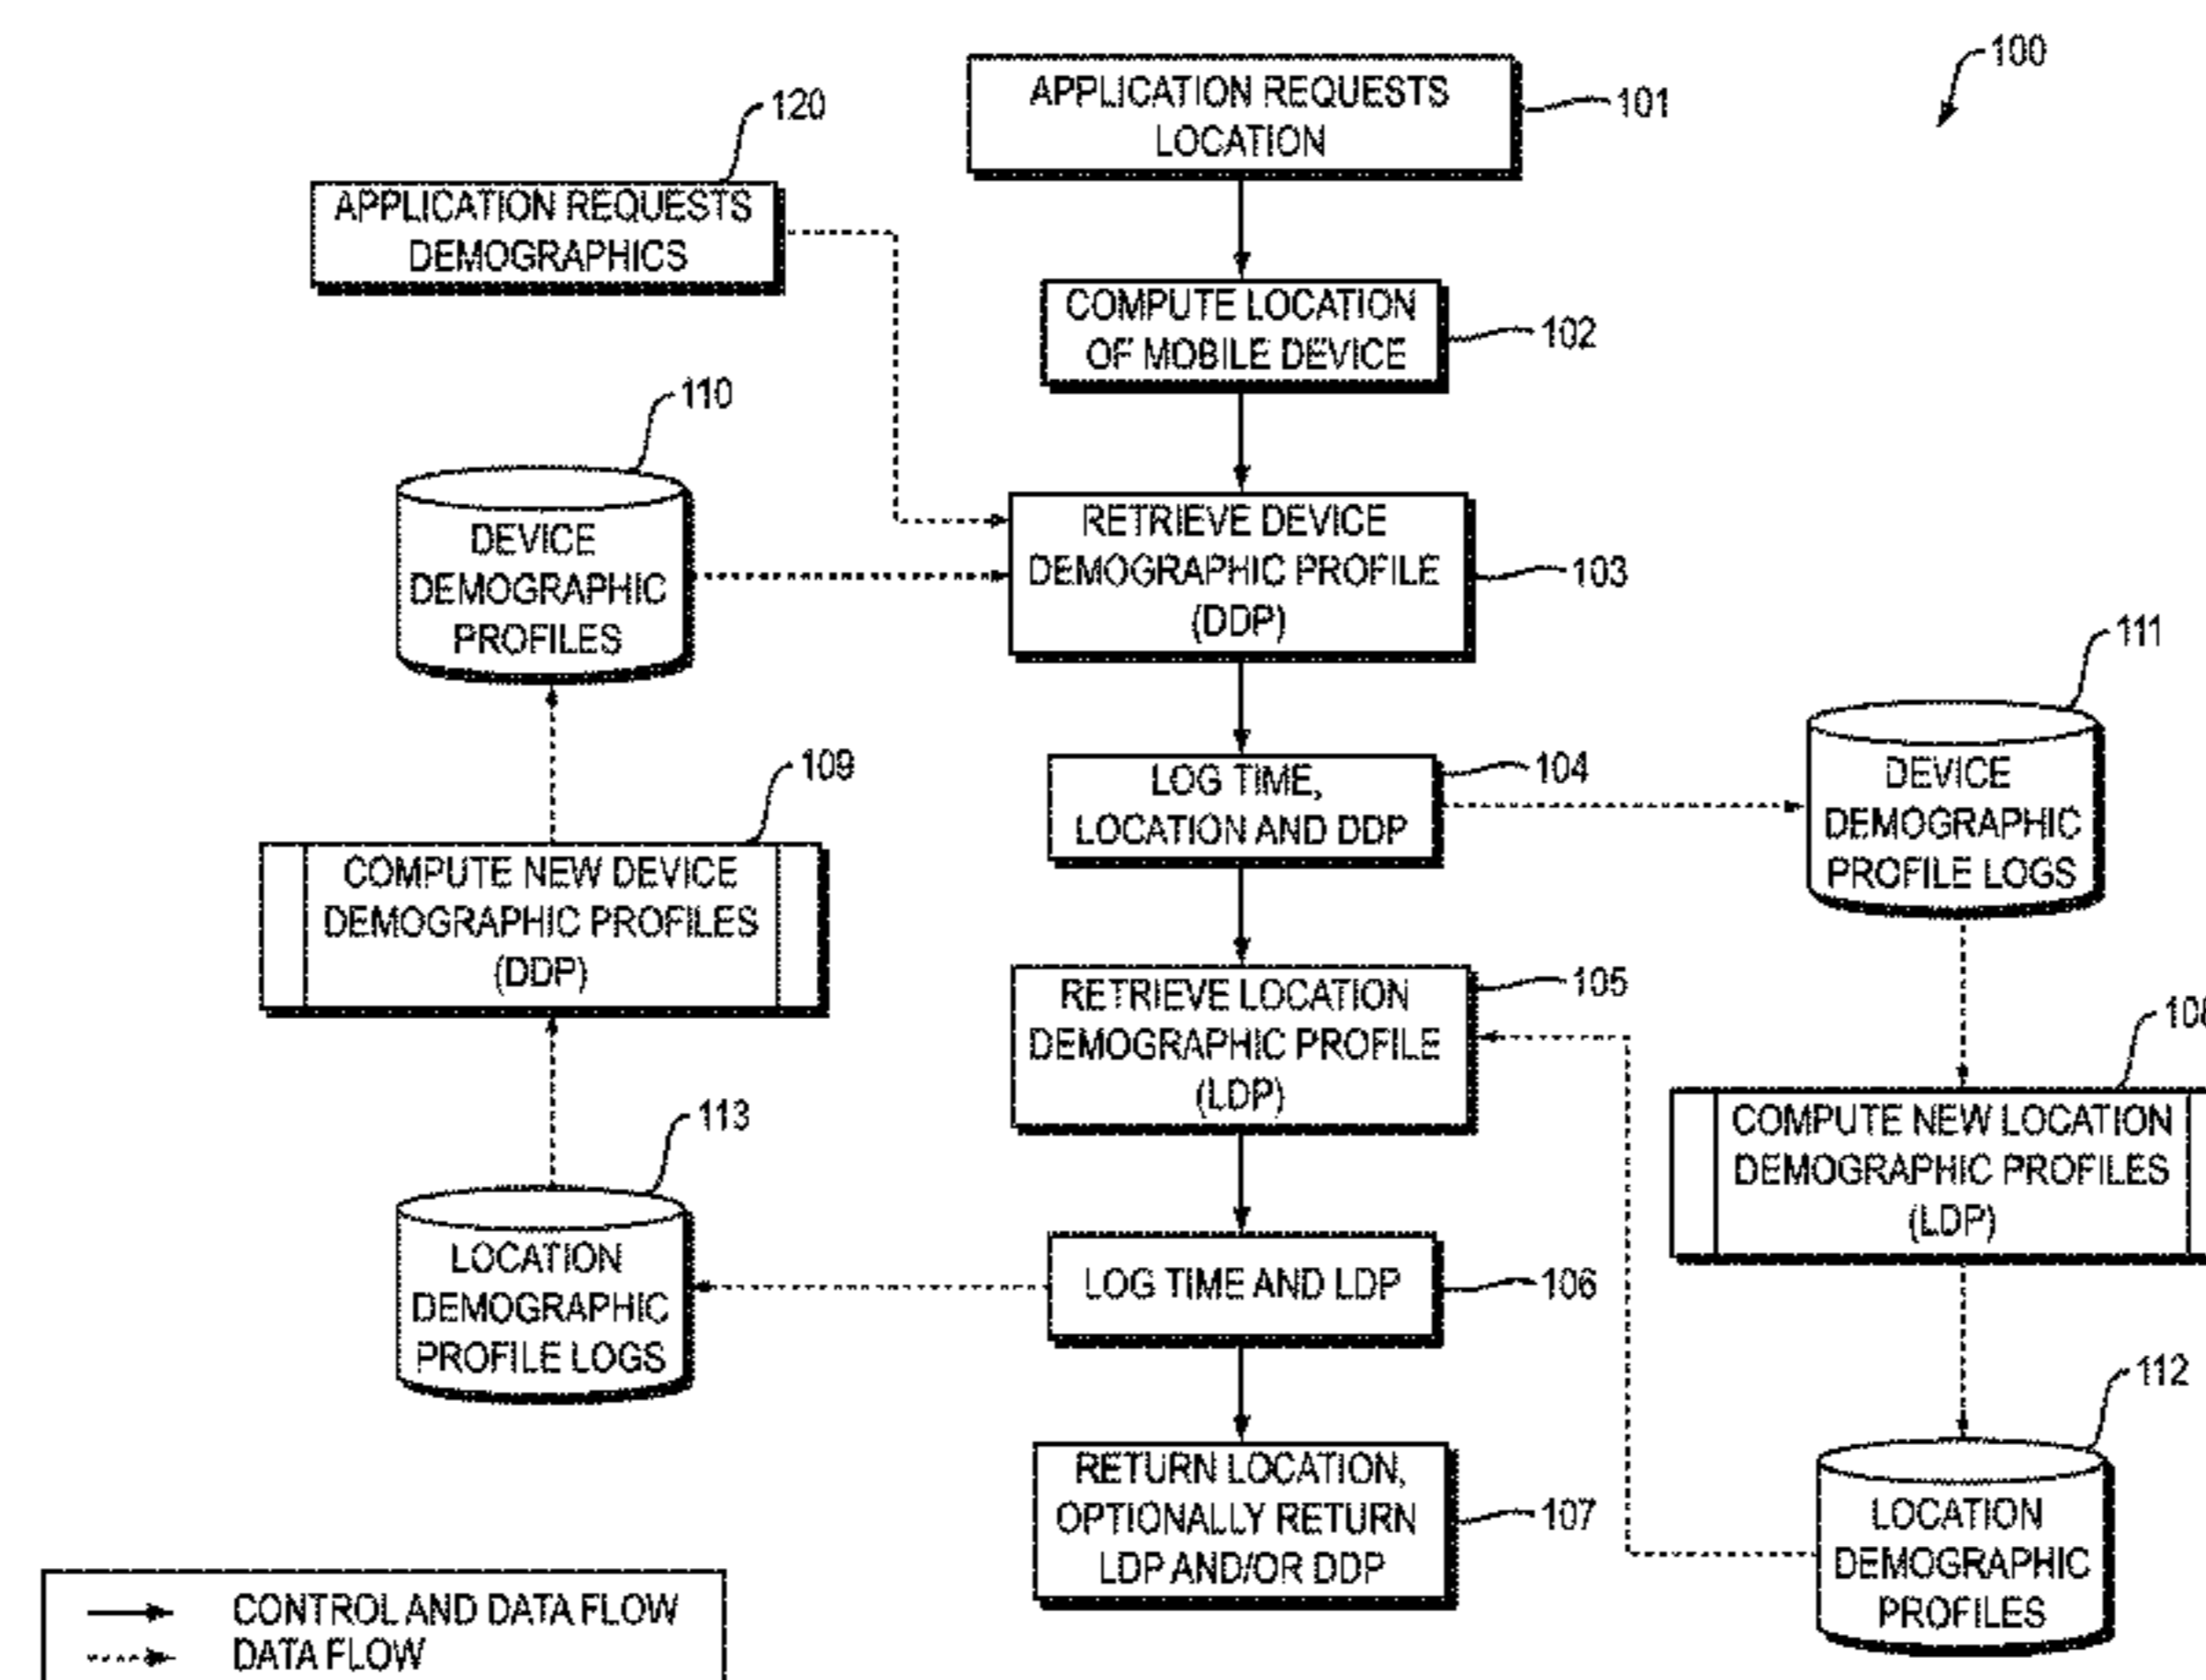 100
APPLICATION REQUESTS
LOCATION
101
120
APPLICATION REQUESTS
DEMOGRAPHICS
COMPUTE LOCATION
OF MOBILE DEVICE
102
110
DEVICE
DEMOGRAPHIC
PROFILES
RETRIEVE DEVICE
DEMOGRAPHIC PROFILE
(DDP)
103
111
DEVICE
DEMOGRAPHIC
PROFILE LOGS
LOG TIME,
LOCATION AND DDP
104
109
COMPUTE NEW DEVICE
DEMOGRAPHIC PROFILES
(DDP)
RETRIEVE LOCATION
DEMOGRAPHIC PROFILE
(LDP)
105
108
COMPUTE NEW LOCATION
DEMOGRAPHIC PROFILES
(LDP)
113
LOCATION
DEMOGRAPHIC
PROFILE LOGS
LOG TIME AND LDP
106
112
LOCATION
DEMOGRAPHIC
PROFILES
RETURN LOCATION,
OPTIONALLY RETURN
LDP AND/OR DDP
107
CONTROL AND DATA FLOW
DATA FLOW